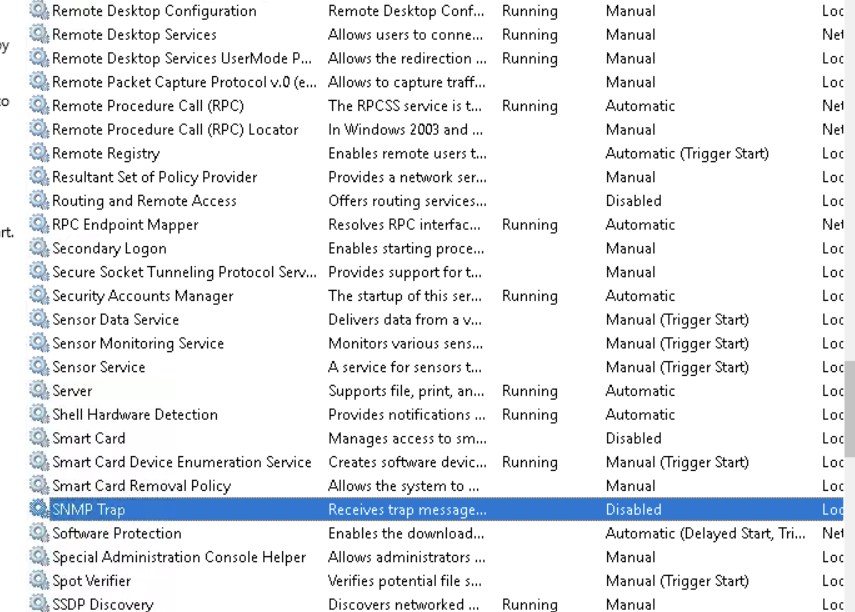 Remote Desktop Configuration Remote Desktop Conf... Running Manual Loc
Remote Desktop Services Allows users to conne... Running Manual Net
Remote Desktop Services UserMode P... Allows the redirection ... Running Manual Loc
Remote Packet Capture Protocol v.0 (e... Allows to capture traff... Manual Loc
to Remote Procedure Call (RPC) The RPCSS service is t... Running Automatic Net
Remote Procedure Call (RPC) Locator In Windows 2003 and ... Manual Net
Remote Registry Enables remote users t... Automatic (Trigger Start) Loc
Resultant Set of Policy Provider Provides a network ser... Manual Loc
Routing and Remote Access Offers routing services... Disabled Loc
rt. RPC Endpoint Mapper Resolves RPC interfac... Running Automatic Net
Secondary Logon Enables starting proce... Manual Loc
Secure Socket Tunneling Protocol Serv... Provides support for t... Manual Loc
Security Accounts Manager The startup of this ser... Running Automatic Loc
Sensor Data Service Delivers data from a v... Manual (Trigger Start) Loc
Sensor Monitoring Service Monitors various sens... Manual (Trigger Start) Loc
Sensor Service A service for sensors t... Manual (Trigger Start) Loc
Server Supports file, print, an... Running Automatic Loc
Shell Hardware Detection Provides notifications ... Running Automatic Loc
Smart Card Manages access to sm... Disabled Loc
Smart Card Device Enumeration Service Creates software devic... Running Manual (Trigger Start) Loc
Smart Card Removal Policy Allows the system to ... Manual Loc
SNMP Trap Receives trap message... Disabled Loc
Software Protection Enables the download... Automatic (Delayed Start, Tri... Net
Special Administration Console Helper Allows administrators ... Manual Loc
Spot Verifier Verifies potential file s... Manual (Trigger Start) Loc
SSDP Discovery Discovers networked ... Running Manual Loc